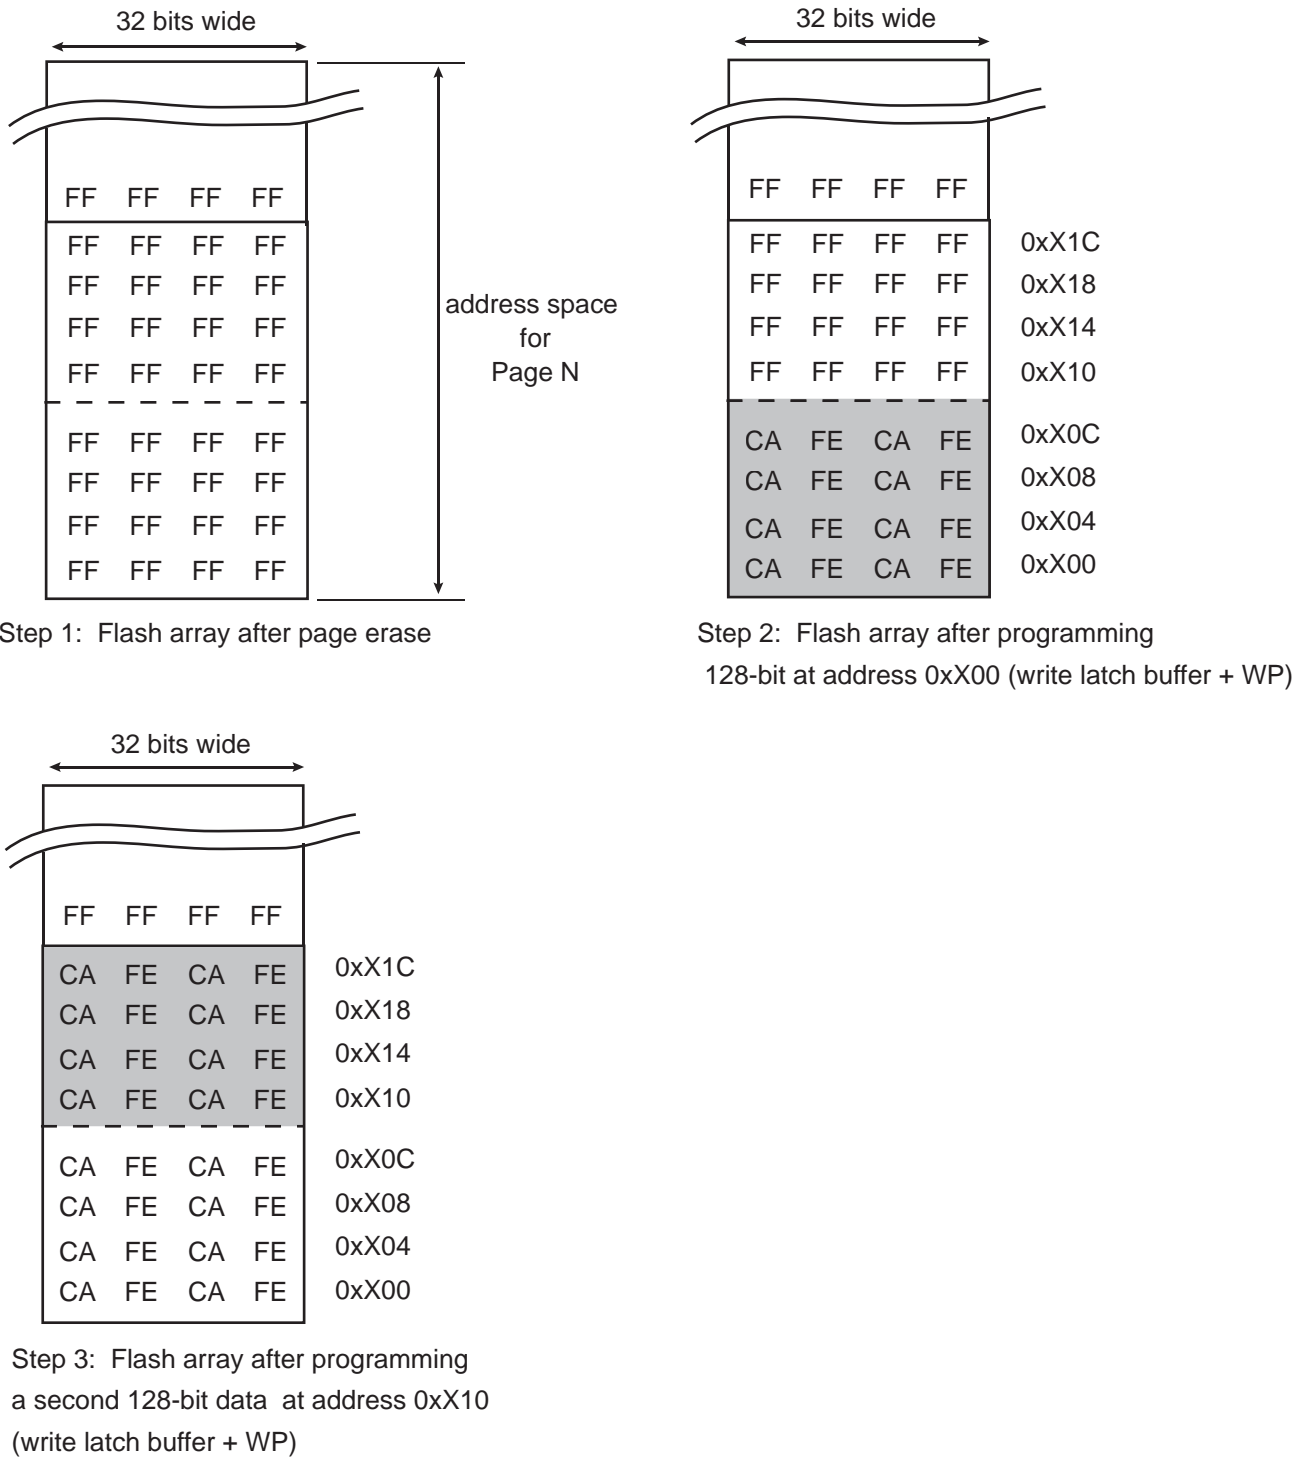 32 bits wide
FF FF FF FF
FF FF FF FF
FF FF FF FF
FF FF FF FF
FF FF FF FF
FF FF FF FF
FF FF FF FF
FF FF FF FF
FF FF FF FF
address space
for
Page N
Step 1: Flash array after page erase
32 bits wide
FF FF FF FF
FF FF FF FF 0xX1C
FF FF FF FF 0xX18
FF FF FF FF 0xX14
FF FF FF FF 0xX10
CA FE CA FE 0xX0C
CA FE CA FE 0xX08
CA FE CA FE 0xX04
CA FE CA FE 0xX00
Step 2: Flash array after programming
128-bit at address 0xX00 (write latch buffer + WP)
32 bits wide
FF FF FF FF
CA FE CA FE 0xX1C
CA FE CA FE 0xX18
CA FE CA FE 0xX14
CA FE CA FE 0xX10
CA FE CA FE 0xX0C
CA FE CA FE 0xX08
CA FE CA FE 0xX04
CA FE CA FE 0xX00
Step 3: Flash array after programming
a second 128-bit data at address 0xX10
(write latch buffer + WP)